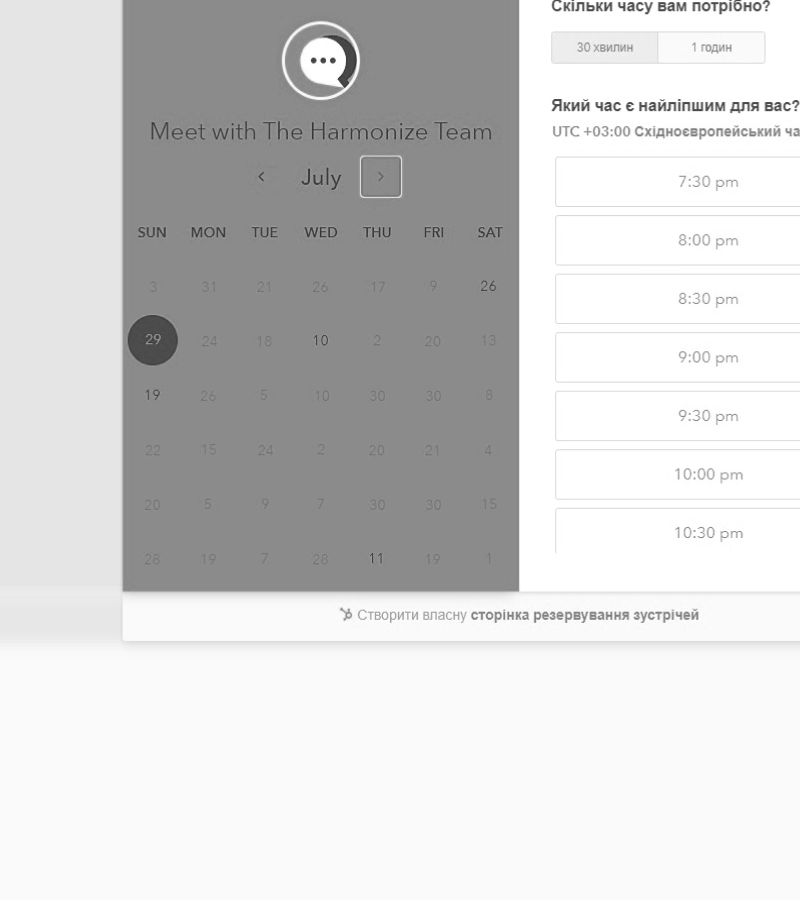 Meet with The Harmonize Team
July
SUN MON TUE WED THU FRI SAT
3 31 21 26 17 9 26
29 24 18 10 2 20 13
19 26 5 10 30 30 8
22 15 24 2 20 21 4
20 5 9 7 30 30 15
28 19 7 28 11 19 1
Скільки часу вам потрібно?
30 хвилин 1 годин
Який час є найліпшим для вас?
UTC +03:00 Східноєвропейський ча
7:30 pm
8:00 pm
8:30 pm
9:00 pm
9:30 pm
10:00 pm
10:30 pm
Створити власну сторінка резервування зустрічей